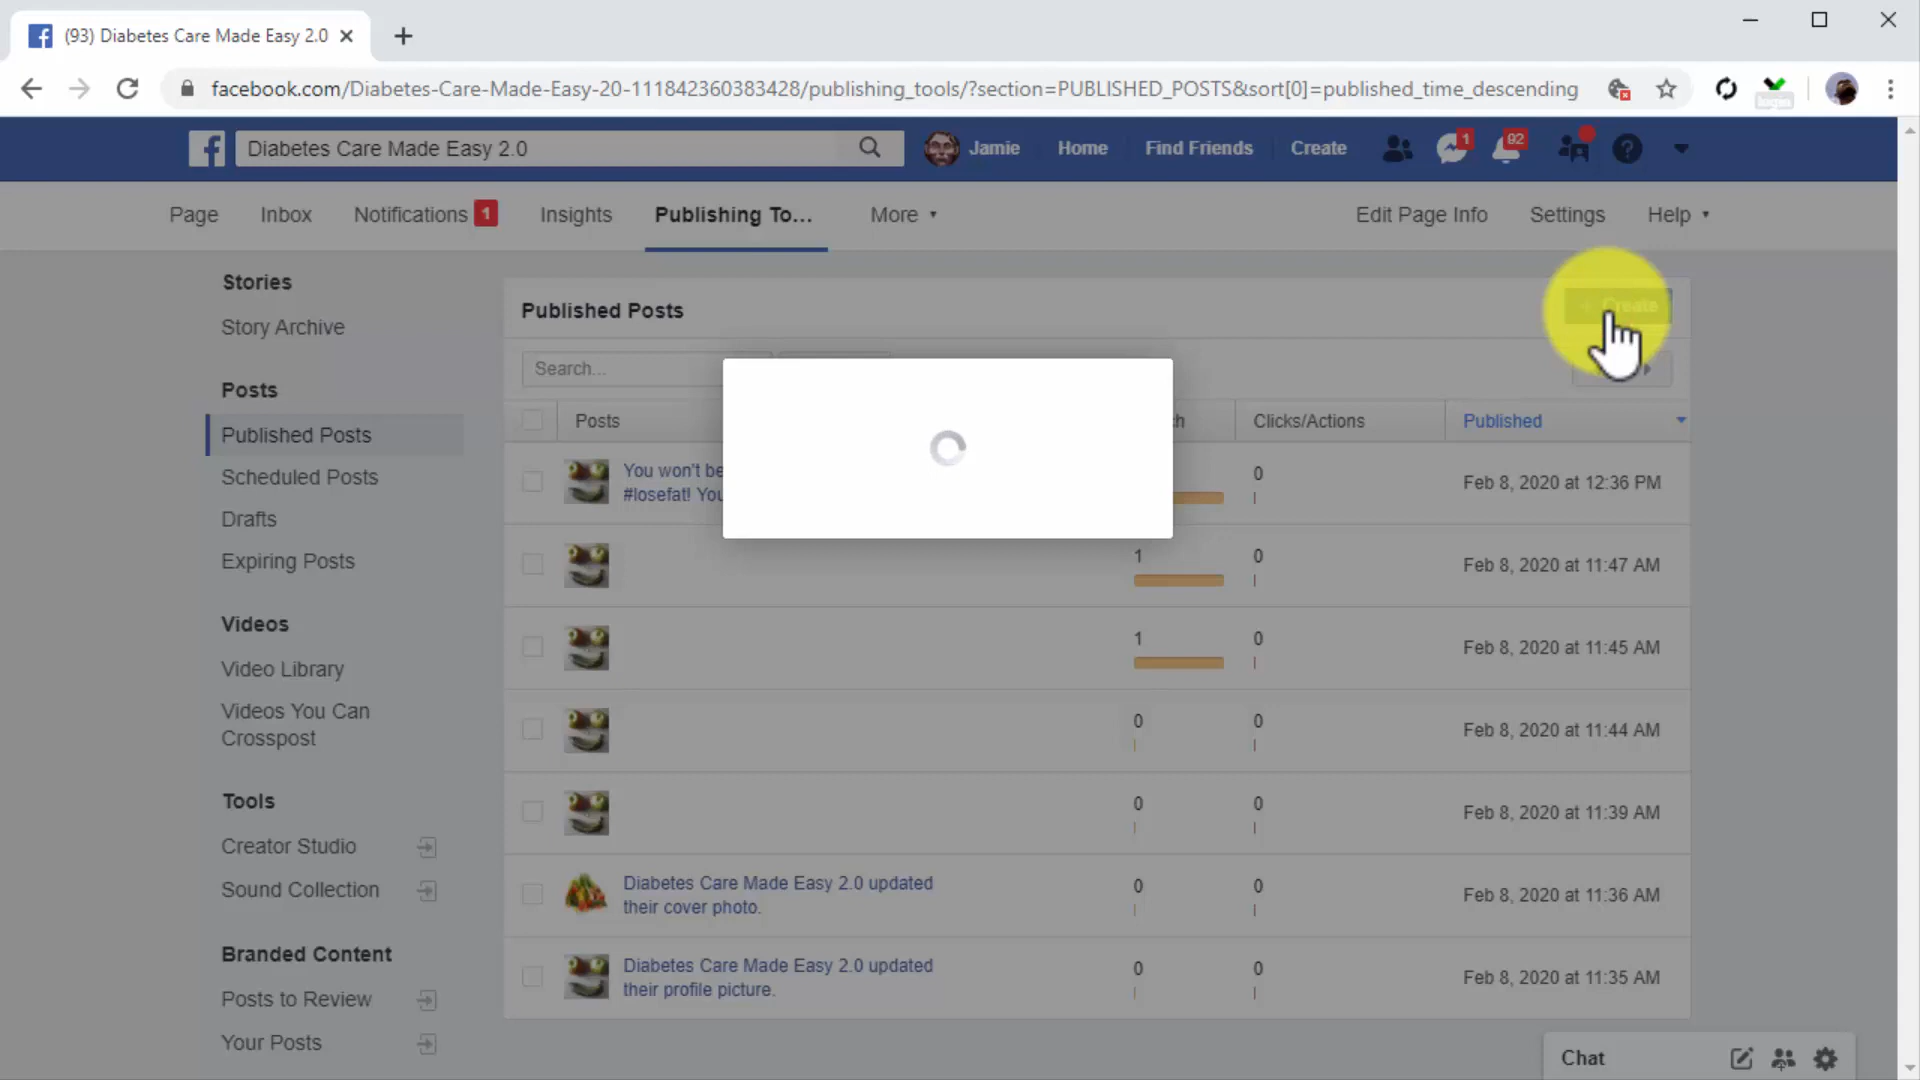 (93) Diabetes Care Made Easy 2.0
facebook.com/Diabetes-Care-Made-Easy-20-111842360383428/publishing_tools/?section=PUBLISHED_POSTS&sort[0]=published_time_descending
login
Diabetes Care Made Easy 2.0
Jamie
Home
Find Friends
Create
1
92
Page
Inbox
Notifications 1
Insights
Publishing To...
More
Edit Page Info
Settings
Help
Stories
Story Archive
Posts
Published Posts
Scheduled Posts
Drafts
Expiring Posts
Videos
Video Library
Videos You Can
Crosspost
Tools
Creator Studio
Sound Collection
Branded Content
Posts to Review
Your Posts
Published Posts
+ Create
Search...
Posts
Clicks/Actions
Published
You won't be
#losefat! You
0
Feb 8, 2020 at 12:36 PM
1
0
Feb 8, 2020 at 11:47 AM
1
0
Feb 8, 2020 at 11:45 AM
0
0
Feb 8, 2020 at 11:44 AM
0
0
Feb 8, 2020 at 11:39 AM
Diabetes Care Made Easy 2.0 updated
their cover photo.
0
0
Feb 8, 2020 at 11:36 AM
Diabetes Care Made Easy 2.0 updated
their profile picture.
0
0
Feb 8, 2020 at 11:35 AM
Chat